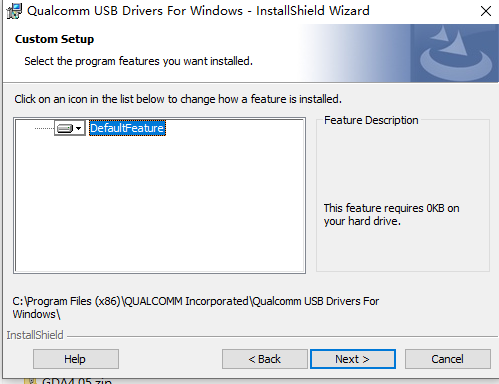 Qualcomm USB Drivers For Windows - InstallShield Wizard
Custom Setup
Select the program features you want installed.
Click on an icon in the list below to change how a feature is installed.
DefaultFeature
Feature Description
This feature requires 0KB on
your hard drive.
C:\Program Files (x86)\QUALCOMM Incorporated\Qualcomm USB Drivers For
Windows\
InstallShield
Help
< Back
Next >
Cancel
GDA4.05.zip